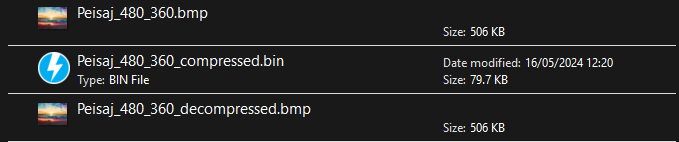 Peisaj_480_360.bmp
Size: 506 KB
Peisaj_480_360_compressed.bin
Date modified: 16/05/2024 12:20
Type: BIN File
Size: 79.7 KB
Peisaj_480_360_decompressed.bmp
Size: 506 KB